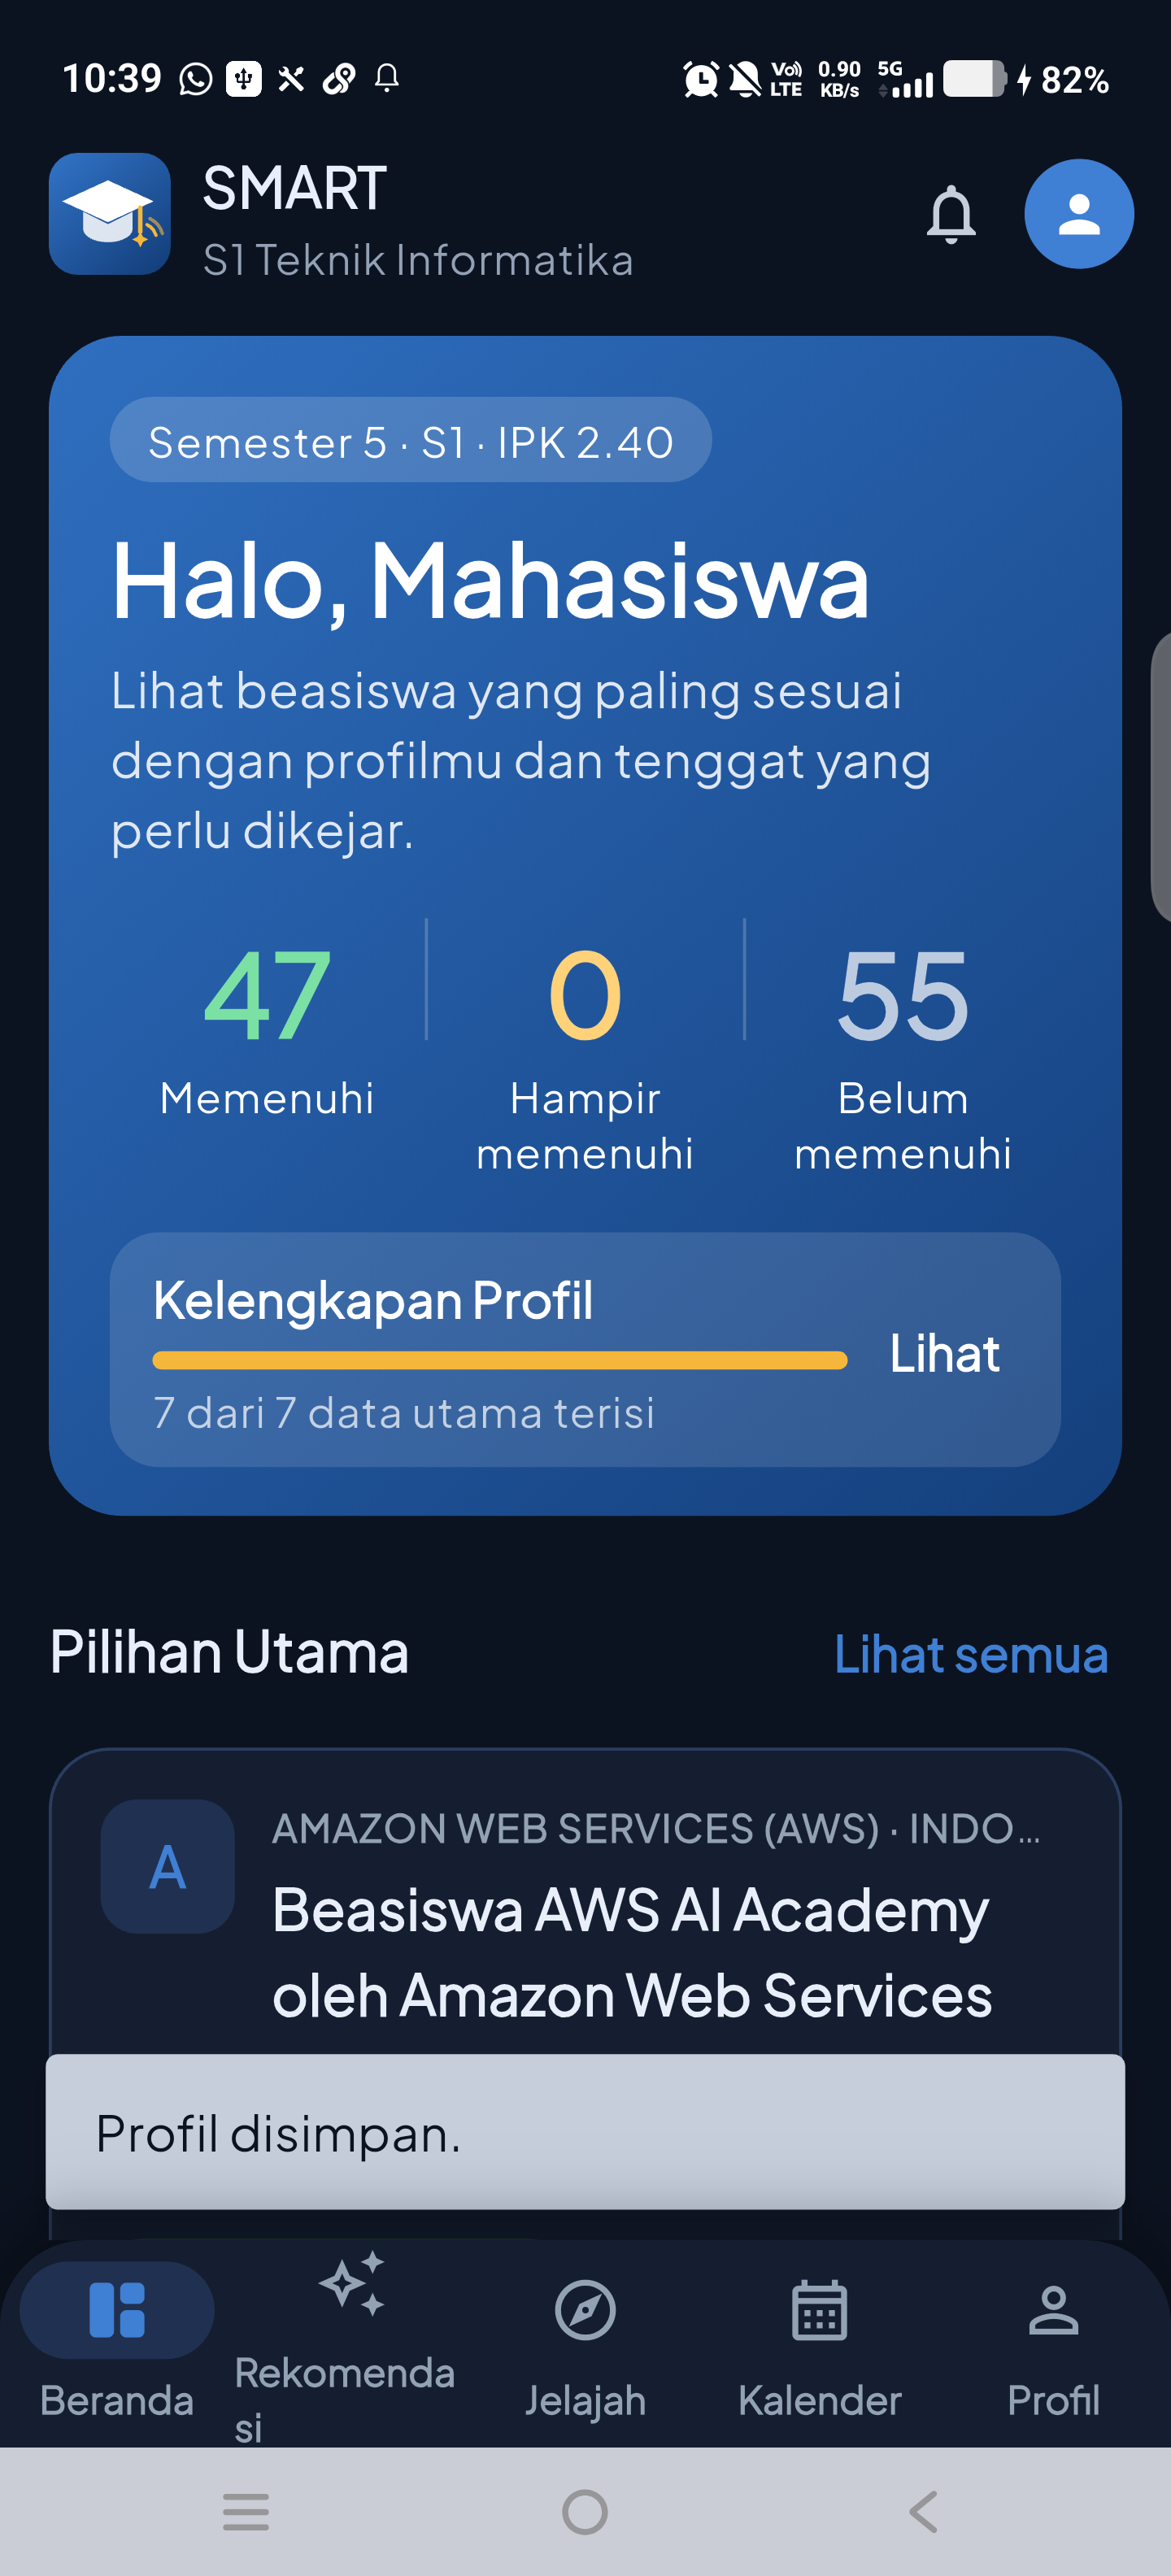 10:39
Vo)) LTE 0.90 KB/s 5G 82%
SMART
S1 Teknik Informatika
Semester 5 · S1 · IPK 2.40
Halo, Mahasiswa
Lihat beasiswa yang paling sesuai
dengan profilmu dan tenggat yang
perlu dikejar.
47
Memenuhi
0
Hampir
memenuhi
55
Belum
memenuhi
Kelengkapan Profil
Lihat
7 dari 7 data utama terisi
Pilihan Utama
Lihat semua
A
AMAZON WEB SERVICES (AWS) · INDO...
Beasiswa AWS AI Academy
oleh Amazon Web Services
Profil disimpan.
Beranda
Rekomenda
si
Jelajah
Kalender
Profil